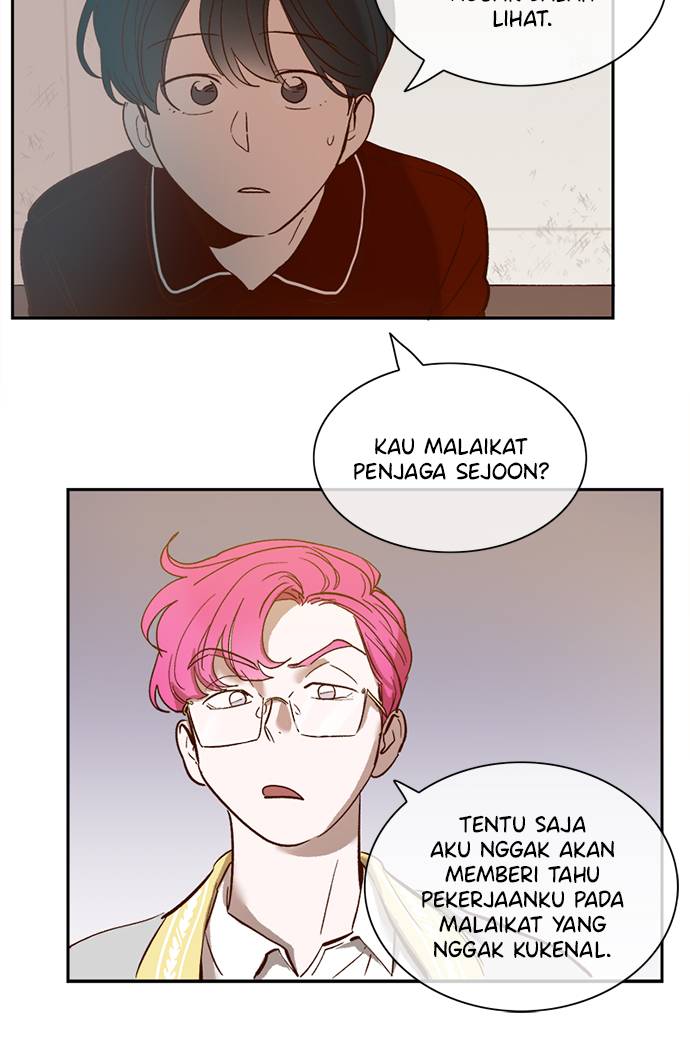 LIHAT.
KAU MALAIKAT
PENJAGA SEJOON?
TENTU SAJA
AKU NGGAK AKAN
MEMBERI TAHU
PEKERJAANKU PADA
MALAIKAT YANG
NGGAK KUKENAL.